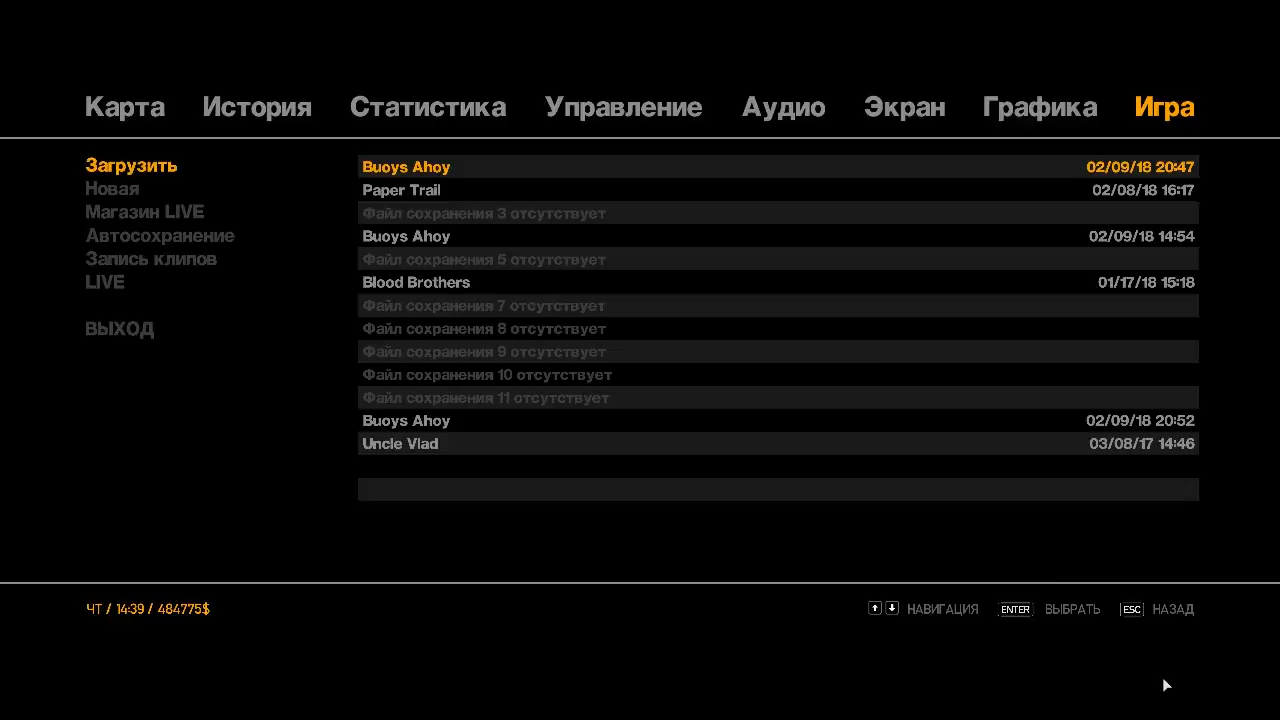 Карта История Статистика Управление Аудио Экран Графика Игра
Загрузить
Новая
Магазин LIVE
Автосохранение
Запись клипов
LIVE
ВЫХОД
Buoys Ahoy 02/09/18 20:47
Paper Trail 02/08/18 16:17
Файл сохранения 3 отсутствует
Buoys Ahoy 02/09/18 14:54
Файл сохранения 5 отсутствует
Blood Brothers 01/17/18 15:18
Файл сохранения 7 отсутствует
Файл сохранения 8 отсутствует
Файл сохранения 9 отсутствует
Файл сохранения 10 отсутствует
Файл сохранения 11 отсутствует
Buoys Ahoy 02/09/18 20:52
Uncle Vlad 03/08/17 14:46
ЧТ / 14:39 / 484775$
НАВИГАЦИЯ ENTER ВЫБРАТЬ ESC НАЗАД